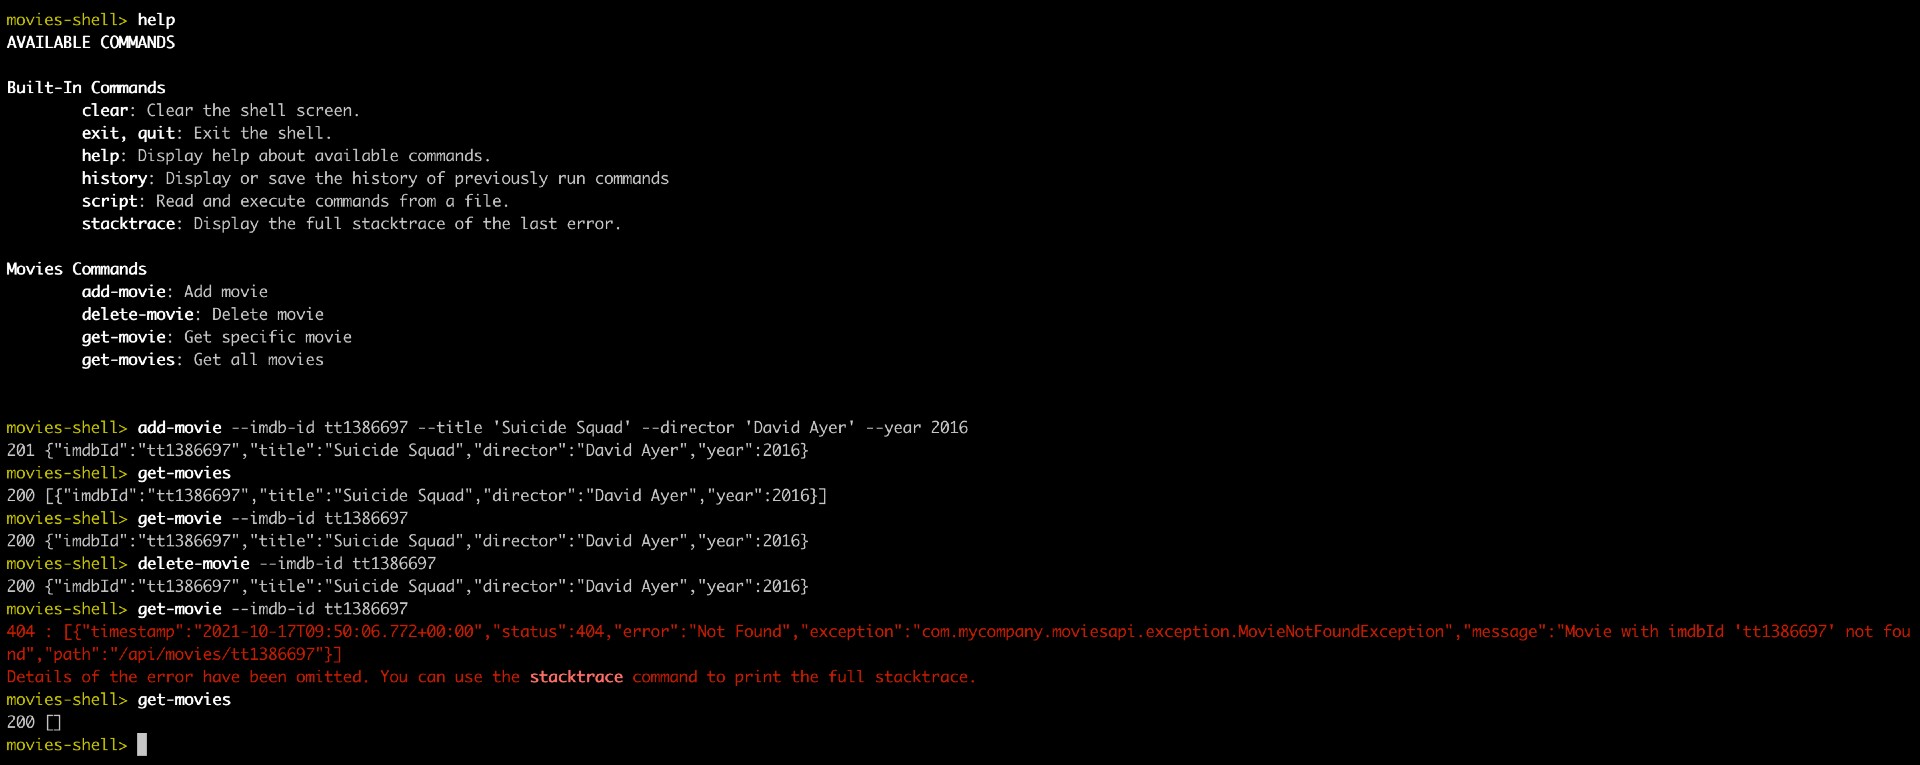 movies-shell> help
AVAILABLE COMMANDS
Built-In Commands
clear: Clear the shell screen.
exit, quit: Exit the shell.
help: Display help about available commands.
history: Display or save the history of previously run commands
script: Read and execute commands from a file.
stacktrace: Display the full stacktrace of the last error.
Movies Commands
add-movie: Add movie
delete-movie: Delete movie
get-movie: Get specific movie
get-movies: Get all movies
movies-shell> add-movie --imdb-id tt1386697 --title 'Suicide Squad' --director 'David Ayer' --year 2016
201 {"imdbId":"tt1386697","title":"Suicide Squad","director":"David Ayer","year":2016}
movies-shell> get-movies
200 [{"imdbId":"tt1386697","title":"Suicide Squad","director":"David Ayer","year":2016}]
movies-shell> get-movie --imdb-id tt1386697
200 {"imdbId":"tt1386697","title":"Suicide Squad","director":"David Ayer","year":2016}
movies-shell> delete-movie --imdb-id tt1386697
200 {"imdbId":"tt1386697","title":"Suicide Squad","director":"David Ayer","year":2016}
movies-shell> get-movie --imdb-id tt1386697
404 : [{"timestamp":"2021-10-17T09:50:06.772+00:00","status":404,"error":"Not Found","exception":"com.mycompany.moviesapi.exception.MovieNotFoundException","message":"Movie with imdbId 'tt1386697' not fou
nd","path":"/api/movies/tt1386697"}]
Details of the error have been omitted. You can use the stacktrace command to print the full stacktrace.
movies-shell> get-movies
200 []
movies-shell>